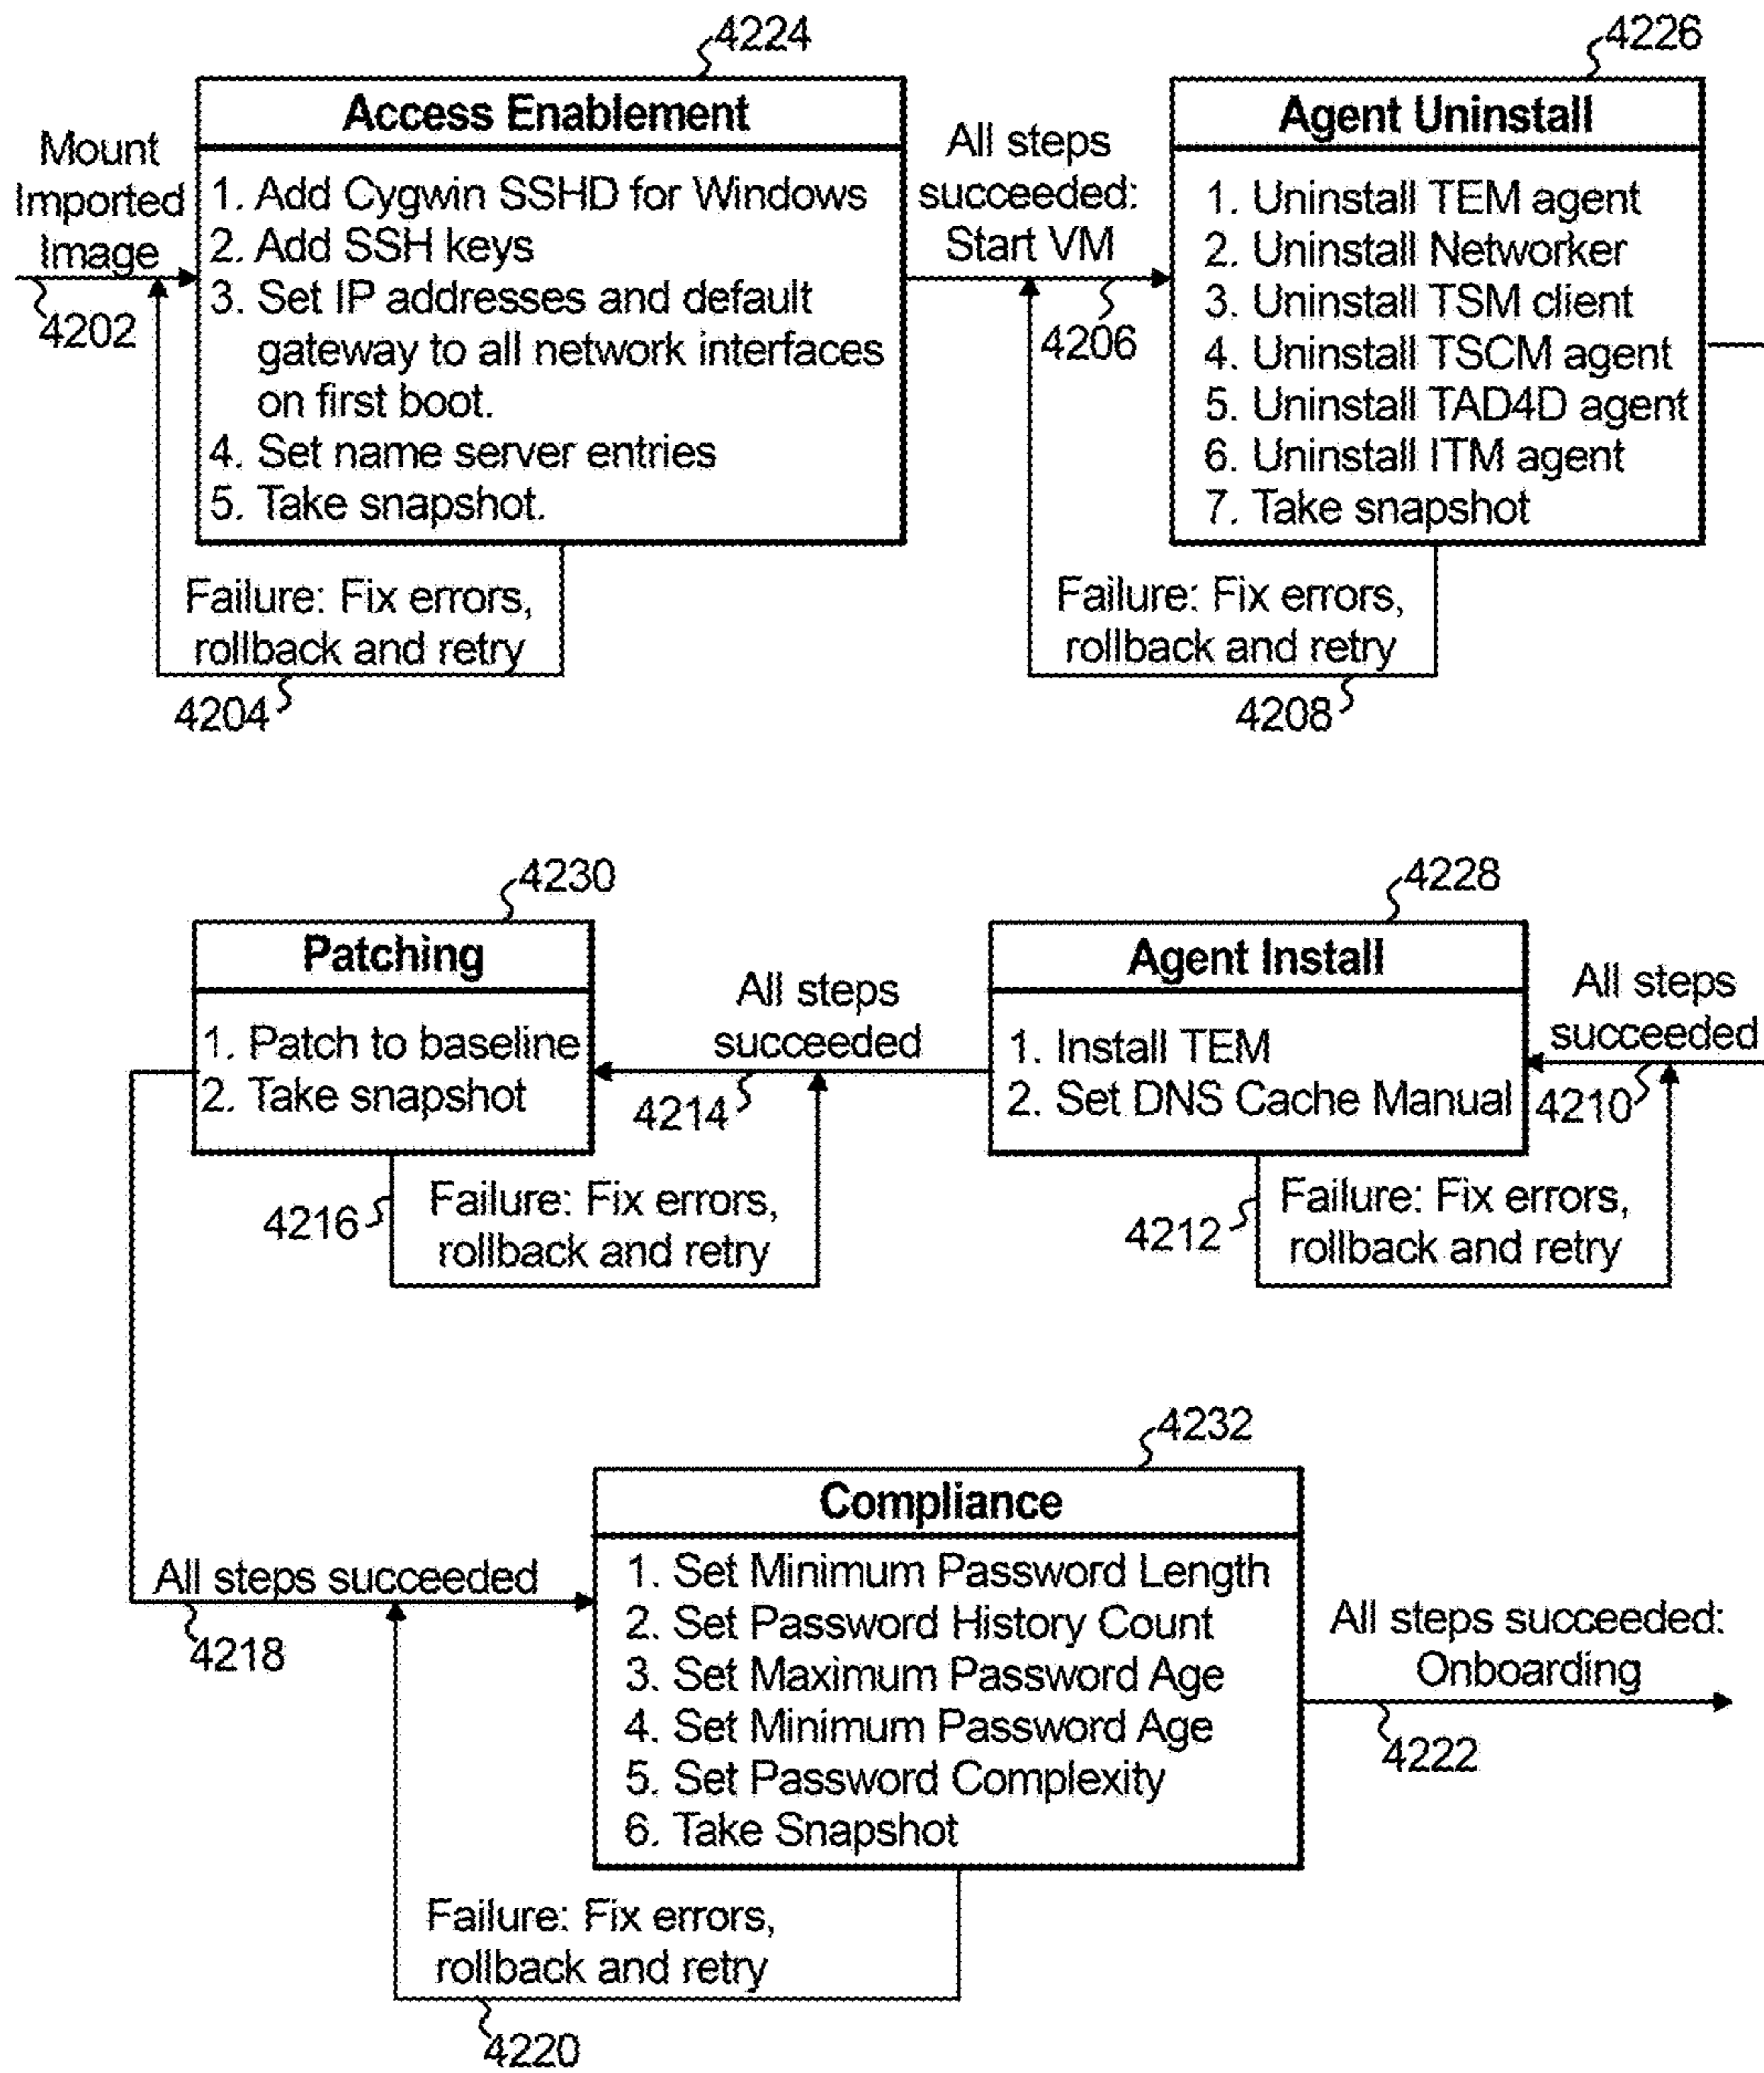 4224
4226
Access Enablement
Mount
Imported
Image
4202
1. Add Cygwin SSHD for Windows
2. Add SSH keys
3. Set IP addresses and default
gateway to all network interfaces
on first boot.
4. Set name server entries
5. Take snapshot.
Failure: Fix errors,
rollback and retry
4204
All steps
succeeded:
Start VM
4206
Agent Uninstall
1. Uninstall TEM agent
2. Uninstall Networker
3. Uninstall TSM client
4. Uninstall TSCM agent
5. Uninstall TAD4D agent
6. Uninstall ITM agent
7. Take snapshot
Failure: Fix errors,
rollback and retry
4208
4230
4228
Patching
1. Patch to baseline
2. Take snapshot
All steps
succeeded
4214
Agent Install
1. Install TEM
2. Set DNS Cache Manual
All steps
succeeded
4210
4216
Failure: Fix errors,
rollback and retry
4212
Failure: Fix errors,
rollback and retry
4232
Compliance
All steps succeeded
4218
1. Set Minimum Password Length
2. Set Password History Count
3. Set Maximum Password Age
4. Set Minimum Password Age
5. Set Password Complexity
6. Take Snapshot
All steps succeeded:
Onboarding
4222
Failure: Fix errors,
rollback and retry
4220